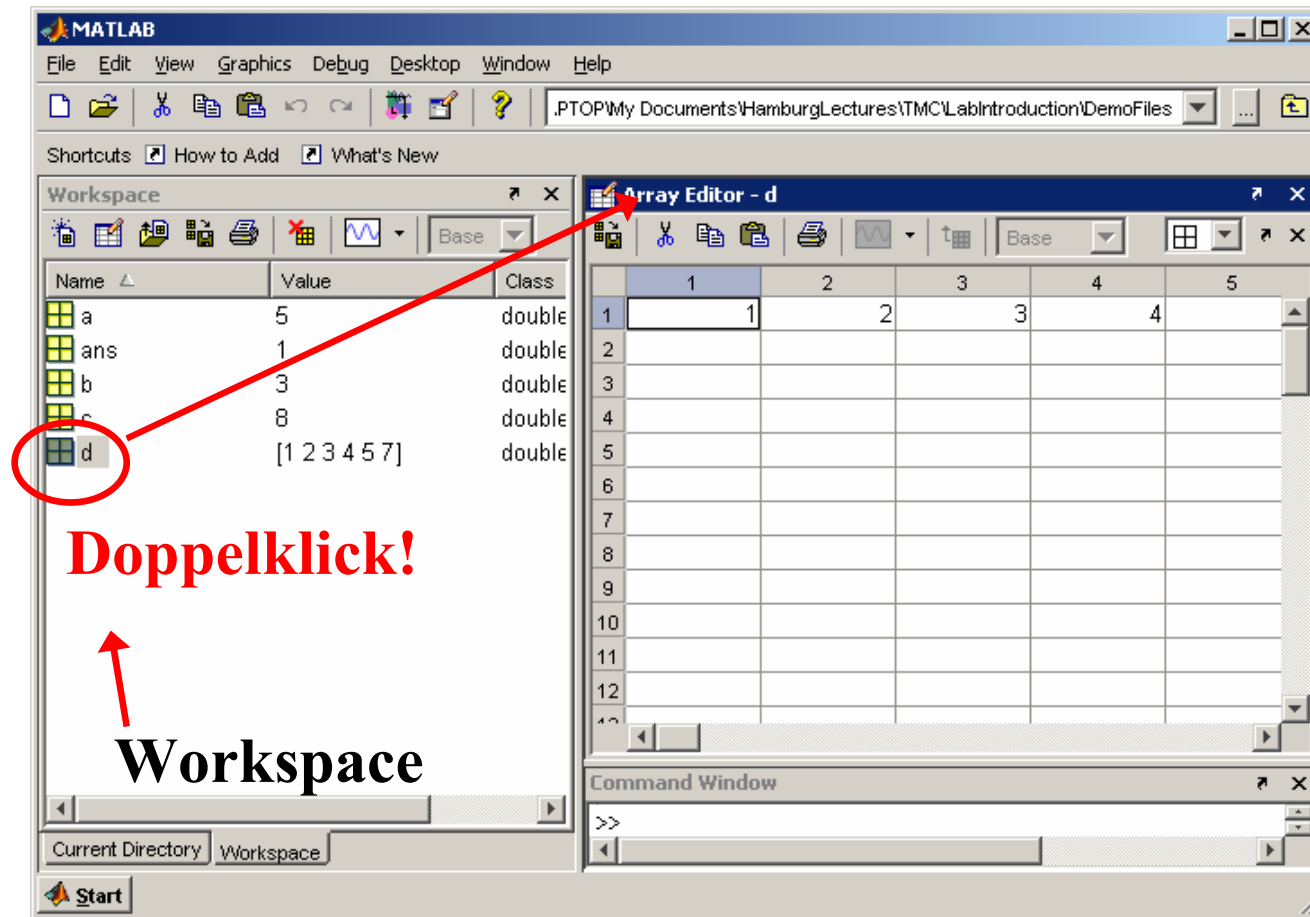 MATLAB
File Edit View Graphics Debug Desktop Window Help
.PTOP\My Documents\HamburgLectures\TMC\LabIntroduction\DemoFiles ...
Shortcuts How to Add What's New
Workspace
Base
Name Value Class
a 5 double
ans 1 double
b 3 double
c 8 double
d [1 2 3 4 5 7] double
Doppelklick!
Workspace
Current Directory Workspace
Array Editor - d
Base
1 2 3 4 5
1 1 2 3 4
2
3
4
5
6
7
8
9
10
11
12
Command Window
>>
Start